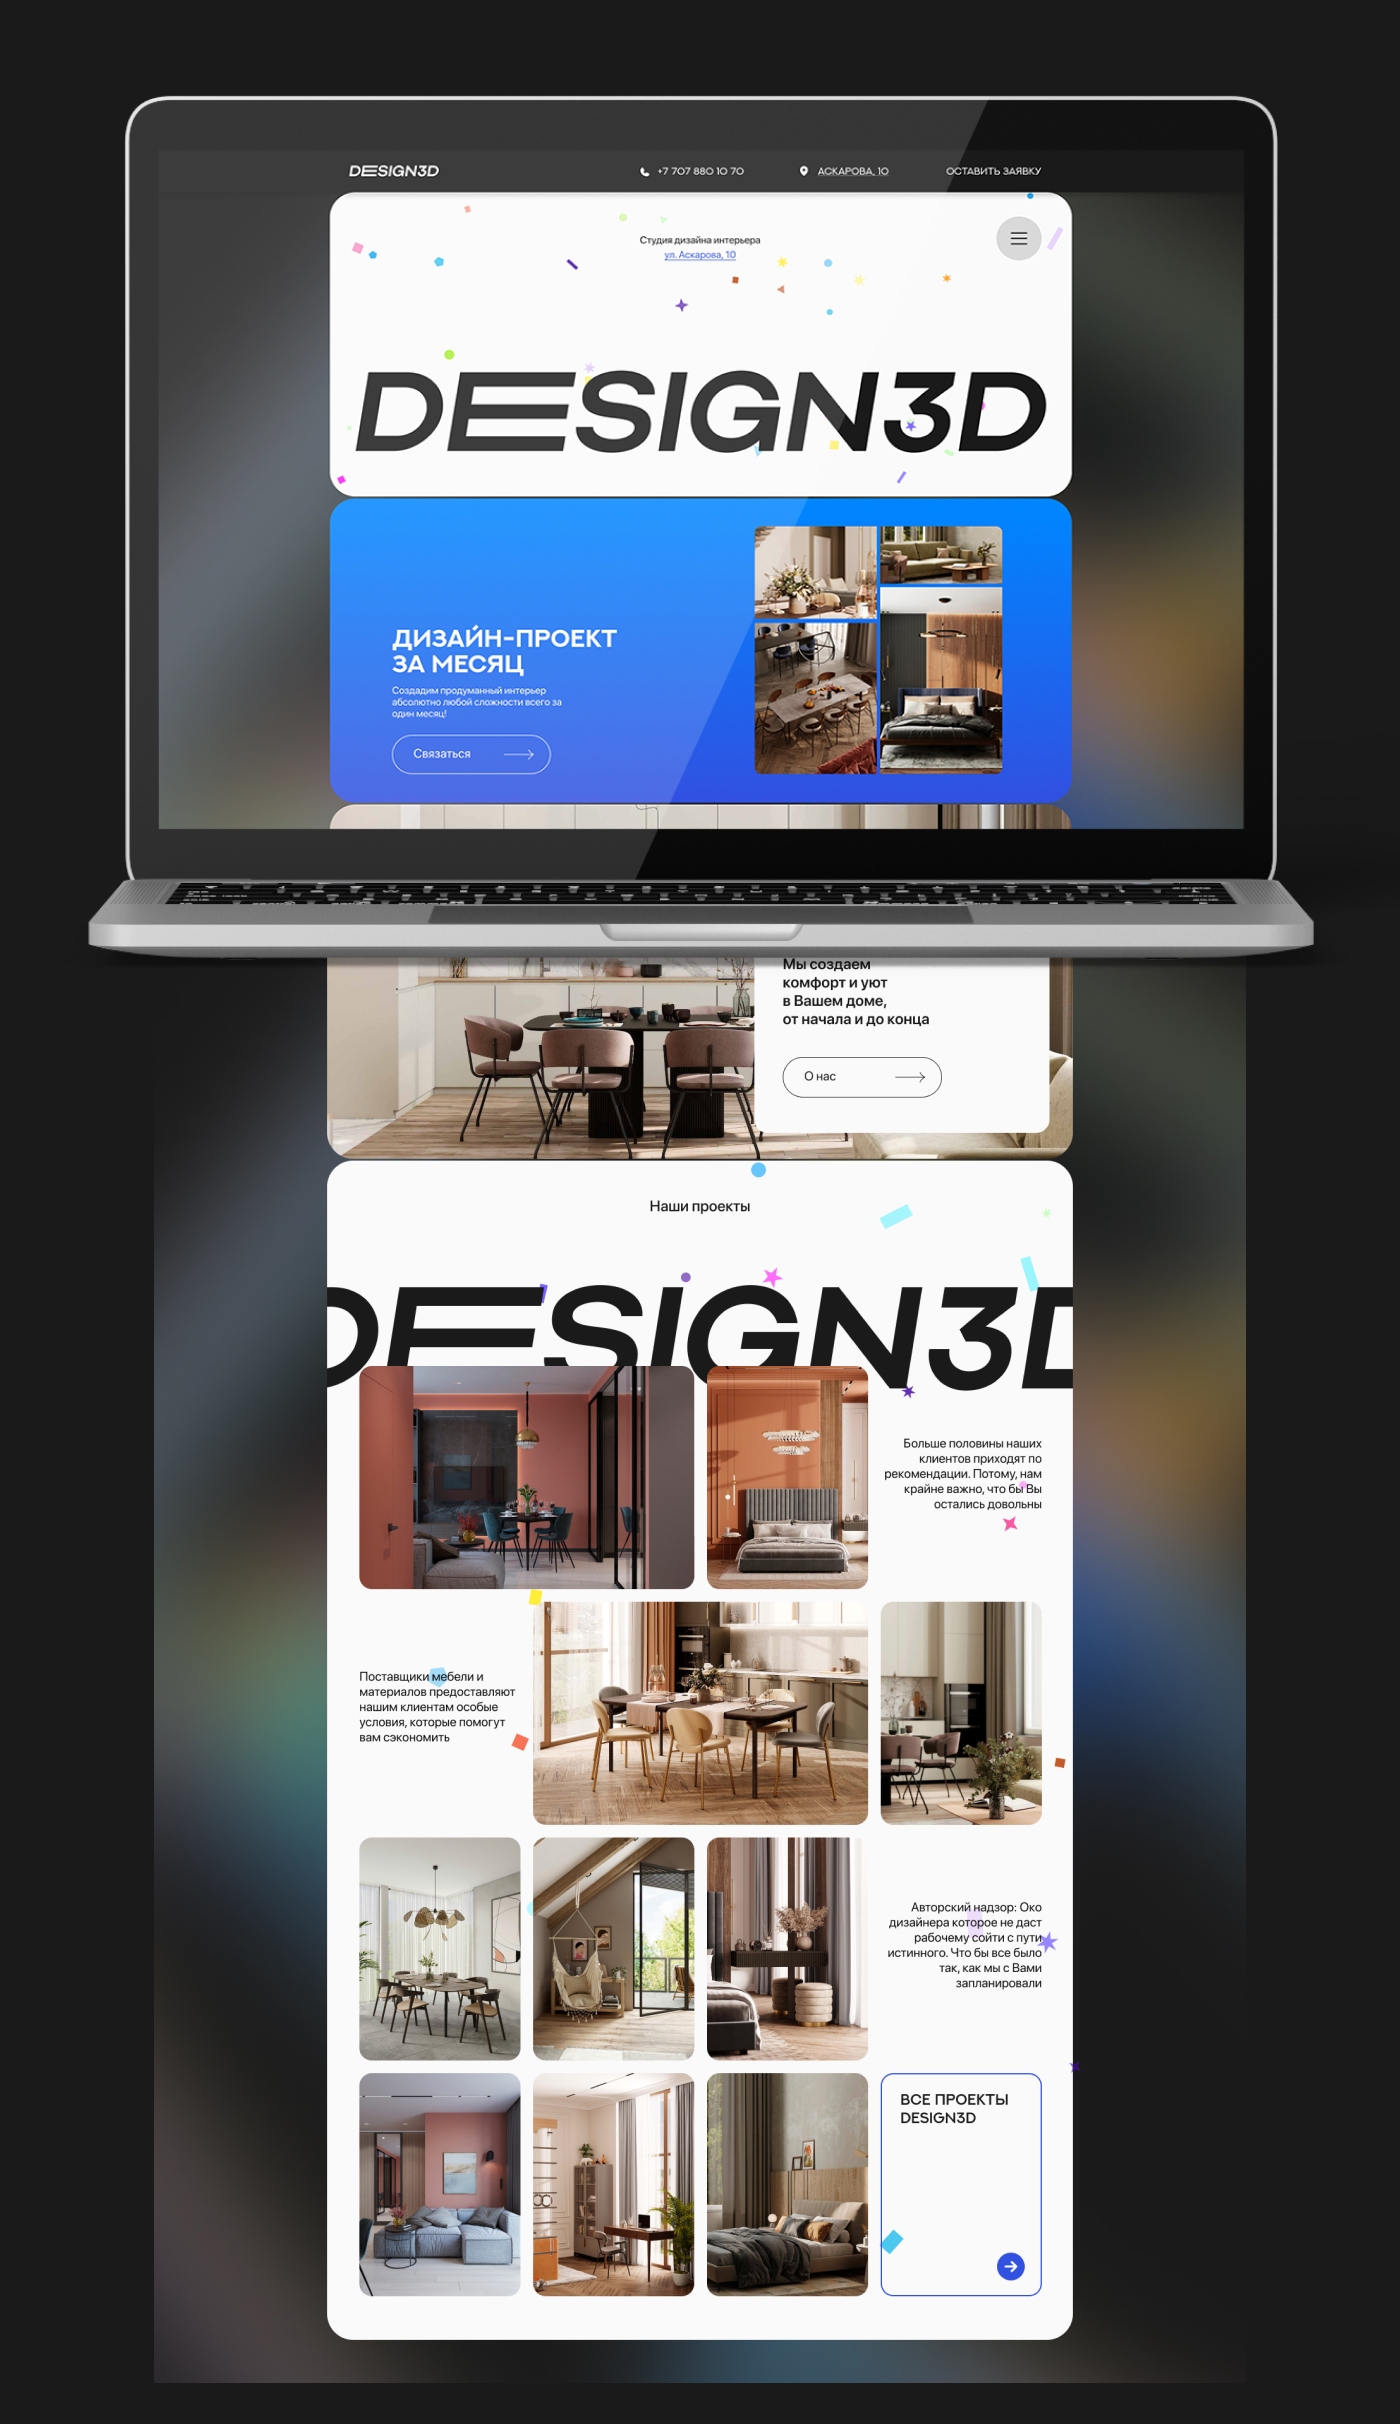 DESIGN3D
+7 707 880 10 70
АСКАРОВА, 10
ОСТАВИТЬ ЗАЯВКУ
Студия дизайна интерьера
ул. Аскарова, 10
DESIGN3D
ДИЗАЙН-ПРОЕКТ
ЗА МЕСЯЦ
Создадим продуманный интерьер
абсолютно любой сложности всего за
один месяц!
Связаться
Мы создаем
комфорт и уют
в Вашем доме,
от начала и до конца
О нас
Наши проекты
DESIGN3D
Больше половины наших
клиентов приходят по
рекомендации. Потому, нам
крайне важно, что бы Вы
остались довольны
Поставщики мебели и
материалов предоставляют
нашим клиентам особые
условия, которые помогут
вам сэкономить
Авторский надзор: Око
дизайнера которое не даст
рабочему сойти с пути
истинного. Что бы все было
так, как мы с Вами
запланировали
ВСЕ ПРОЕКТЫ
DESIGN3D